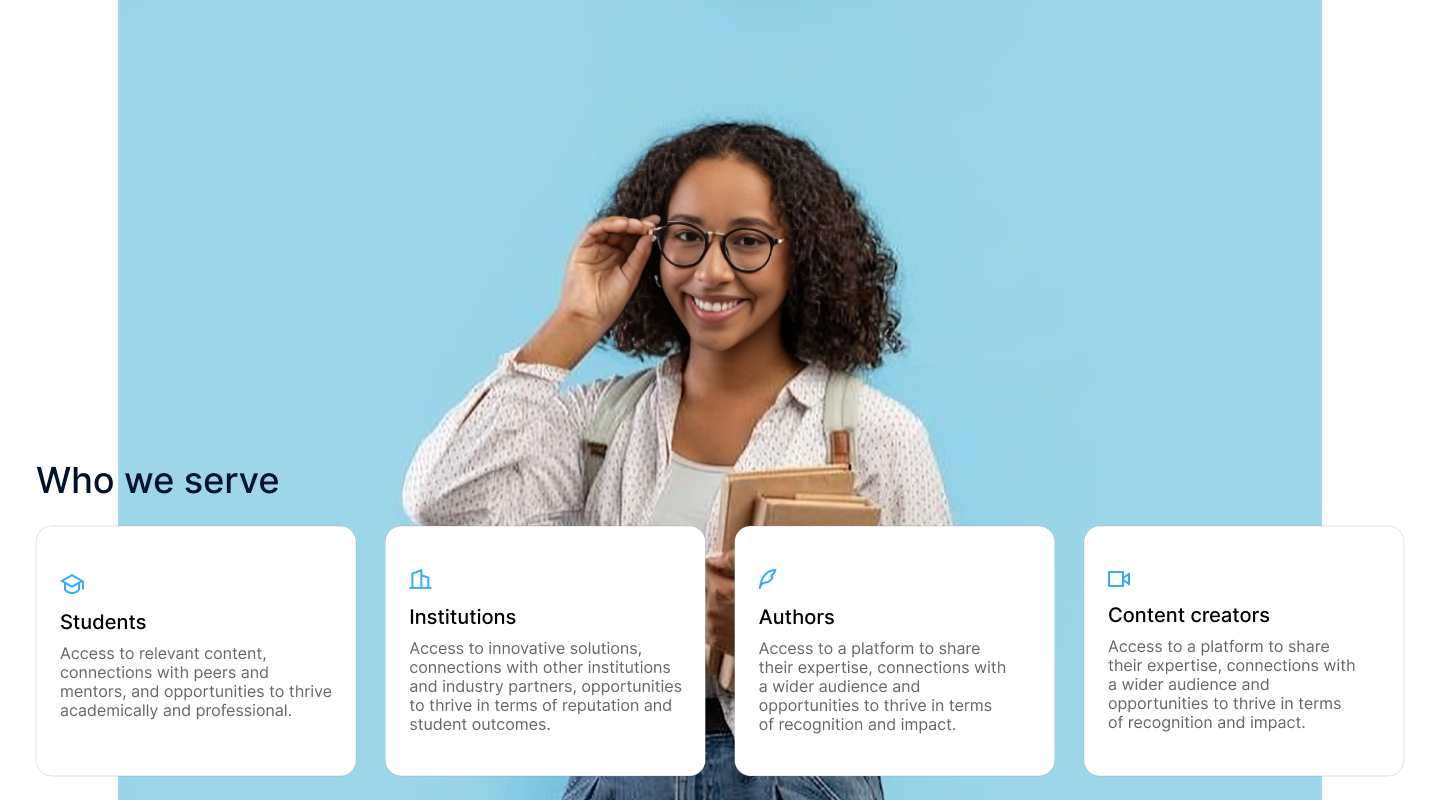 Who we serve
Students
Access to relevant content,
connections with peers and
mentors, and opportunities to thrive
academically and professional.
Institutions
Access to innovative solutions,
connections with other institutions
and industry partners, opportunities
to thrive in terms of reputation and
student outcomes.
Authors
Access to a platform to share
their expertise, connections with
a wider audience and
opportunities to thrive in terms
of recognition and impact.
Content creators
Access to a platform to share
their expertise, connections with
a wider audience and
opportunities to thrive in terms
of recognition and impact.